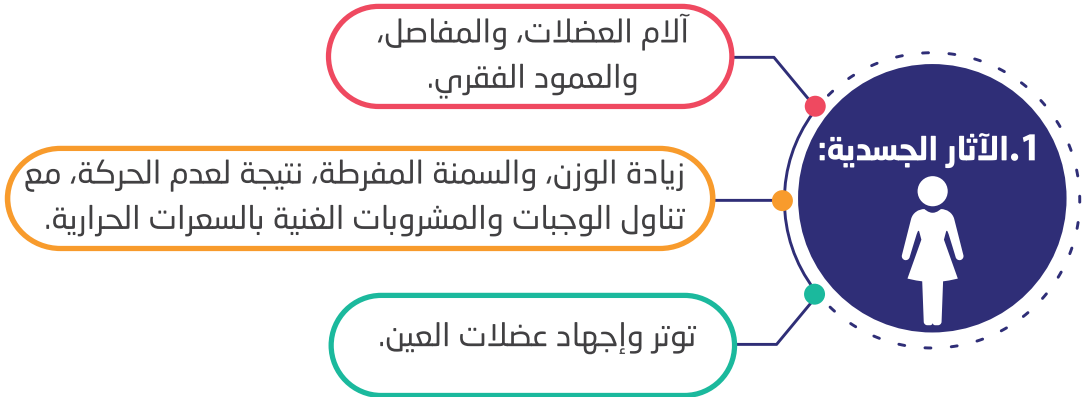 1.الآثار الجسدية:
آلام العضلات، والمفاصل،
والعمود الفقري.
زيادة الوزن، والسمنة المفرطة، نتيجة لعدم الحركة، مع
تناول الوجبات والمشروبات الغنية بالسعرات الحرارية.
توتر وإجهاد عضلات العين.